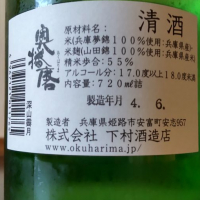 奥播磨
深山霽月
清酒
原材料名：
米(兵庫夢錦100％使用:兵庫県産)、
米麹(山田錦100％使用:兵庫県産)
精米歩合：55％
アルコール分：17.0度以上18.0度未満
内容量：720㎖詰
製造年月 4. 6.
製造者 兵庫県姫路市安富町安志957
株式会社 下村酒造店
www.okuharima.jp/